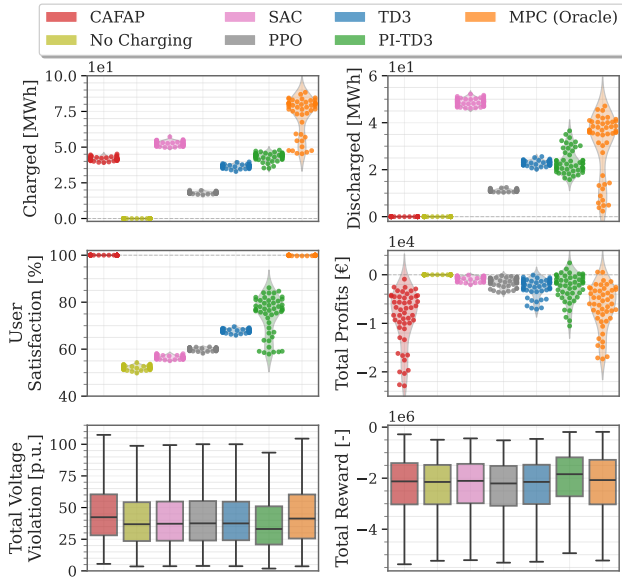 CAFAP SAC TD3 MPC (Oracle)
No Charging PPO PI-TD3
1e1
Charged [MWh]
10.0
7.5
5.0
2.5
0.0
1e1
Discharged [MWh]
6
4
2
0
User
Satisfaction [%]
100
80
60
40
1e4
Total Profits [€]
0
−1
−2
Total Voltage
Violation [p.u.]
100
75
50
25
0
1e6
Total Reward [-]
0
−2
−4
−6